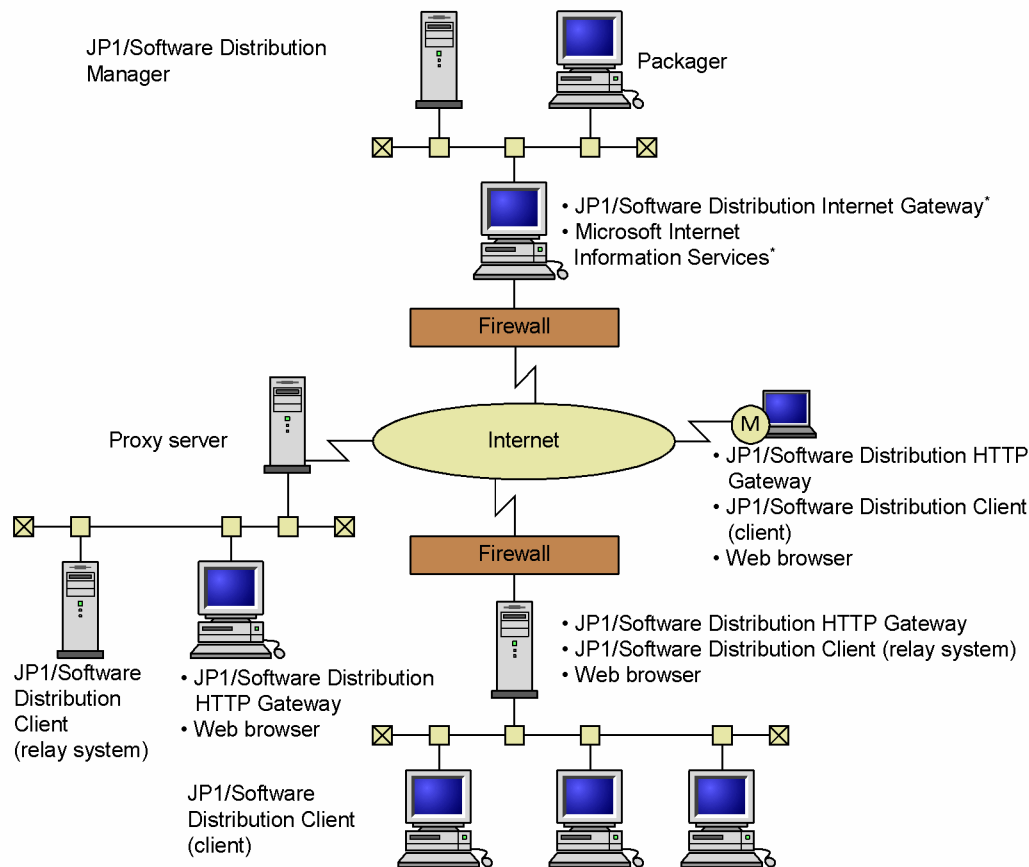 JP1/Software Distribution
Manager
Packager
• JP1/Software Distribution Internet Gateway*
• Microsoft Internet
Information Services*
Firewall
Proxy server
Internet
M
• JP1/Software Distribution HTTP
Gateway
• JP1/Software Distribution Client
(client)
• Web browser
Firewall
• JP1/Software Distribution HTTP Gateway
• JP1/Software Distribution Client (relay system)
• Web browser
JP1/Software
Distribution
Client
(relay system)
• JP1/Software Distribution
HTTP Gateway
• Web browser
JP1/Software
Distribution Client
(client)